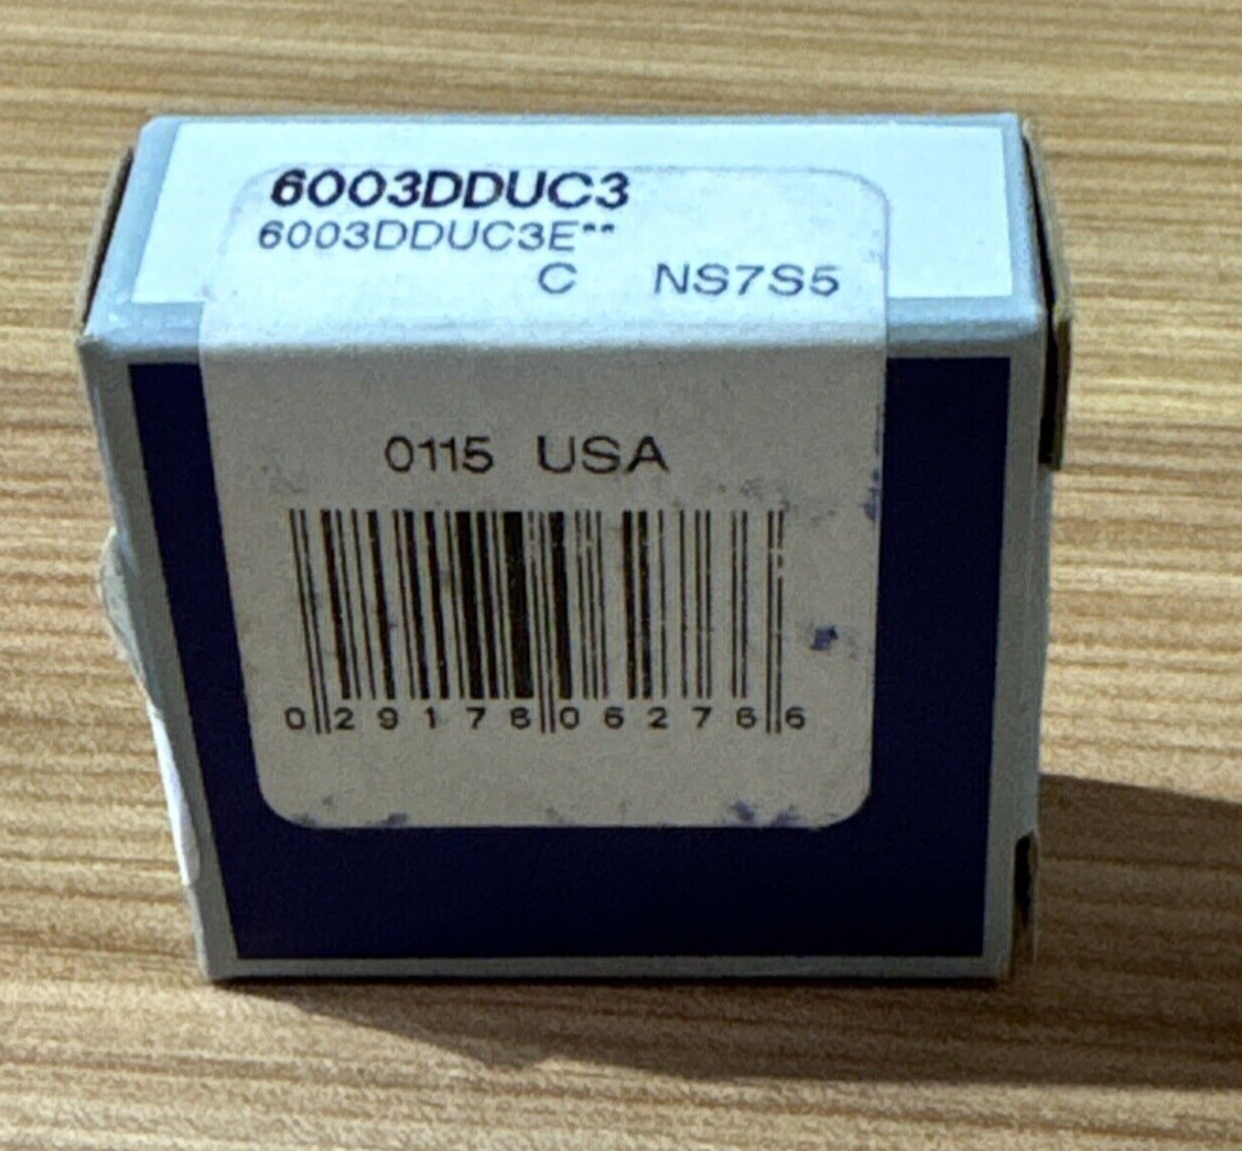 6003DDUC3
6003DDUC3E**
C NS7S5
0115 USA
0 29176 06276 6